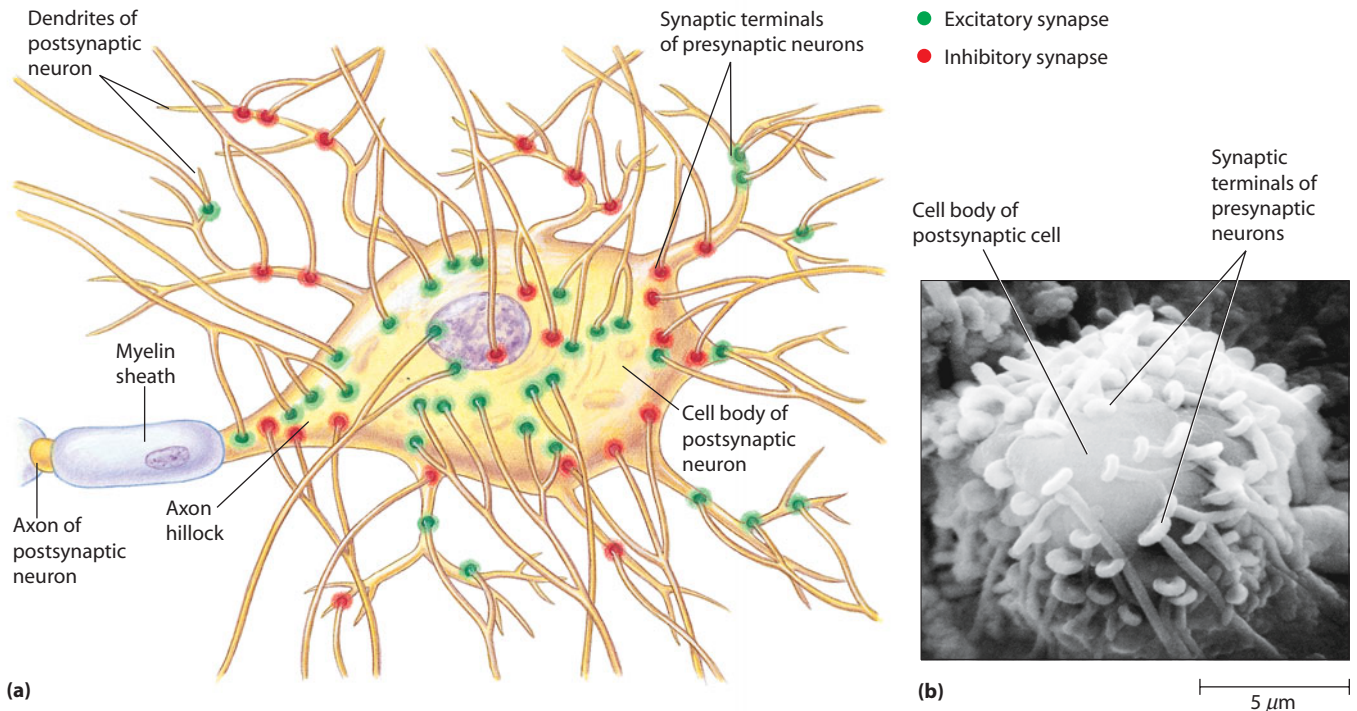 Dendrites of
postsynaptic
neuron
Synaptic terminals
of presynaptic neurons
Excitatory synapse
Inhibitory synapse
Myelin
sheath
Axon of
postsynaptic
neuron
Axon
hillock
Cell body of
postsynaptic
neuron
(a)
Cell body of
postsynaptic cell
Synaptic
terminals of
presynaptic
neurons
(b)
5 μm